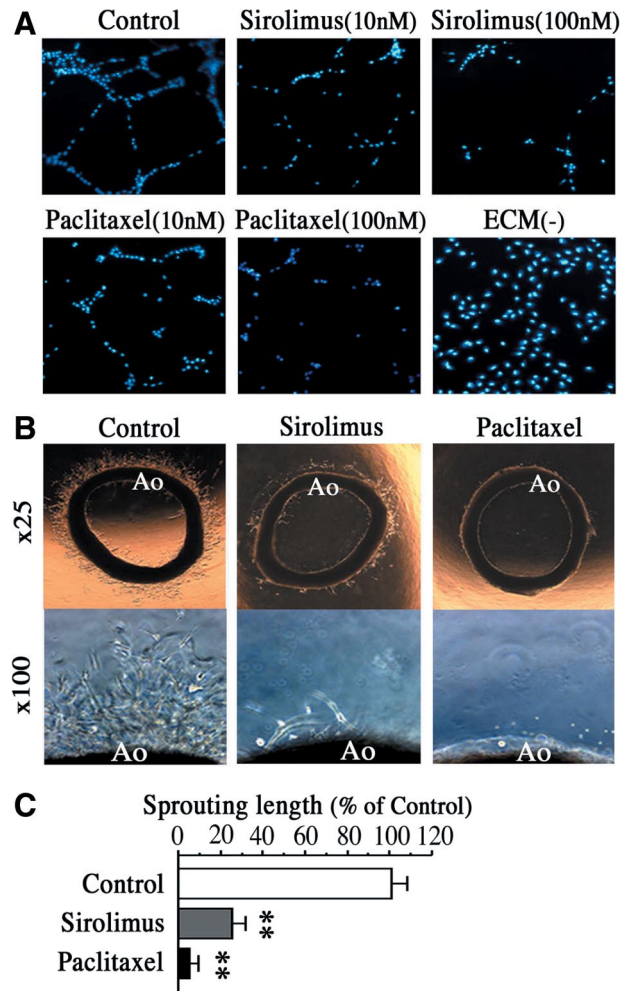 A
Control Sirolimus(10nM) Sirolimus(100nM)
Paclitaxel(10nM) Paclitaxel(100nM) ECM(-)
B
Control Sirolimus Paclitaxel
x25
Ao Ao Ao
x100
Ao Ao Ao
C
Sprouting length (% of Control)
0 20 40 60 80 100 120
Control
Sirolimus **
Paclitaxel **